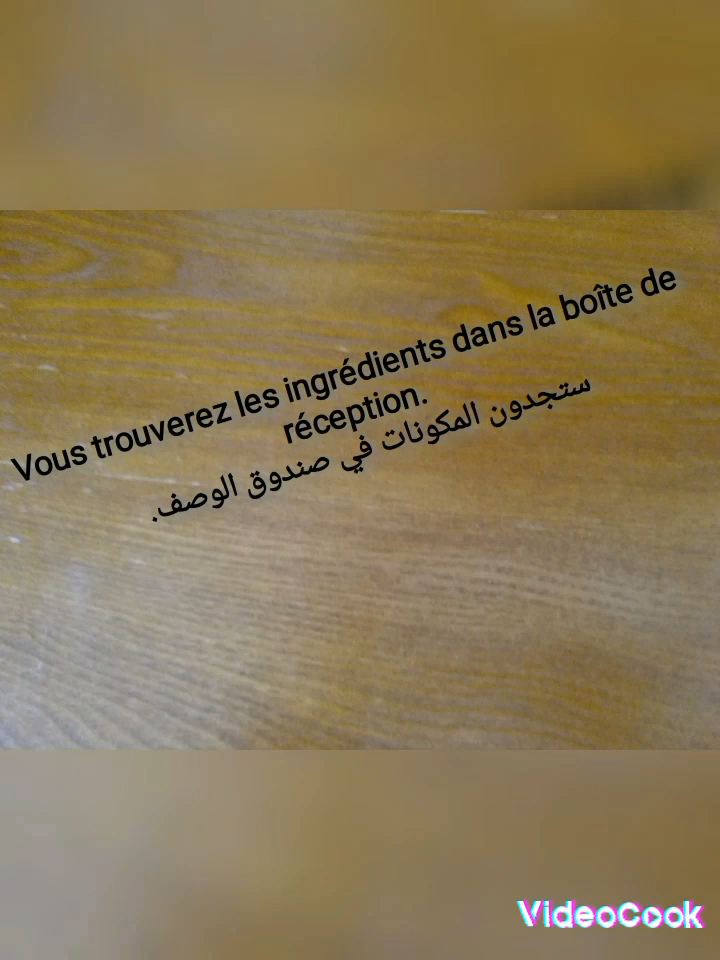 Vous trouverez les ingrédients dans la boîte de
réception.
ستجدون المكونات في صندوق الوصف.
VideoCook